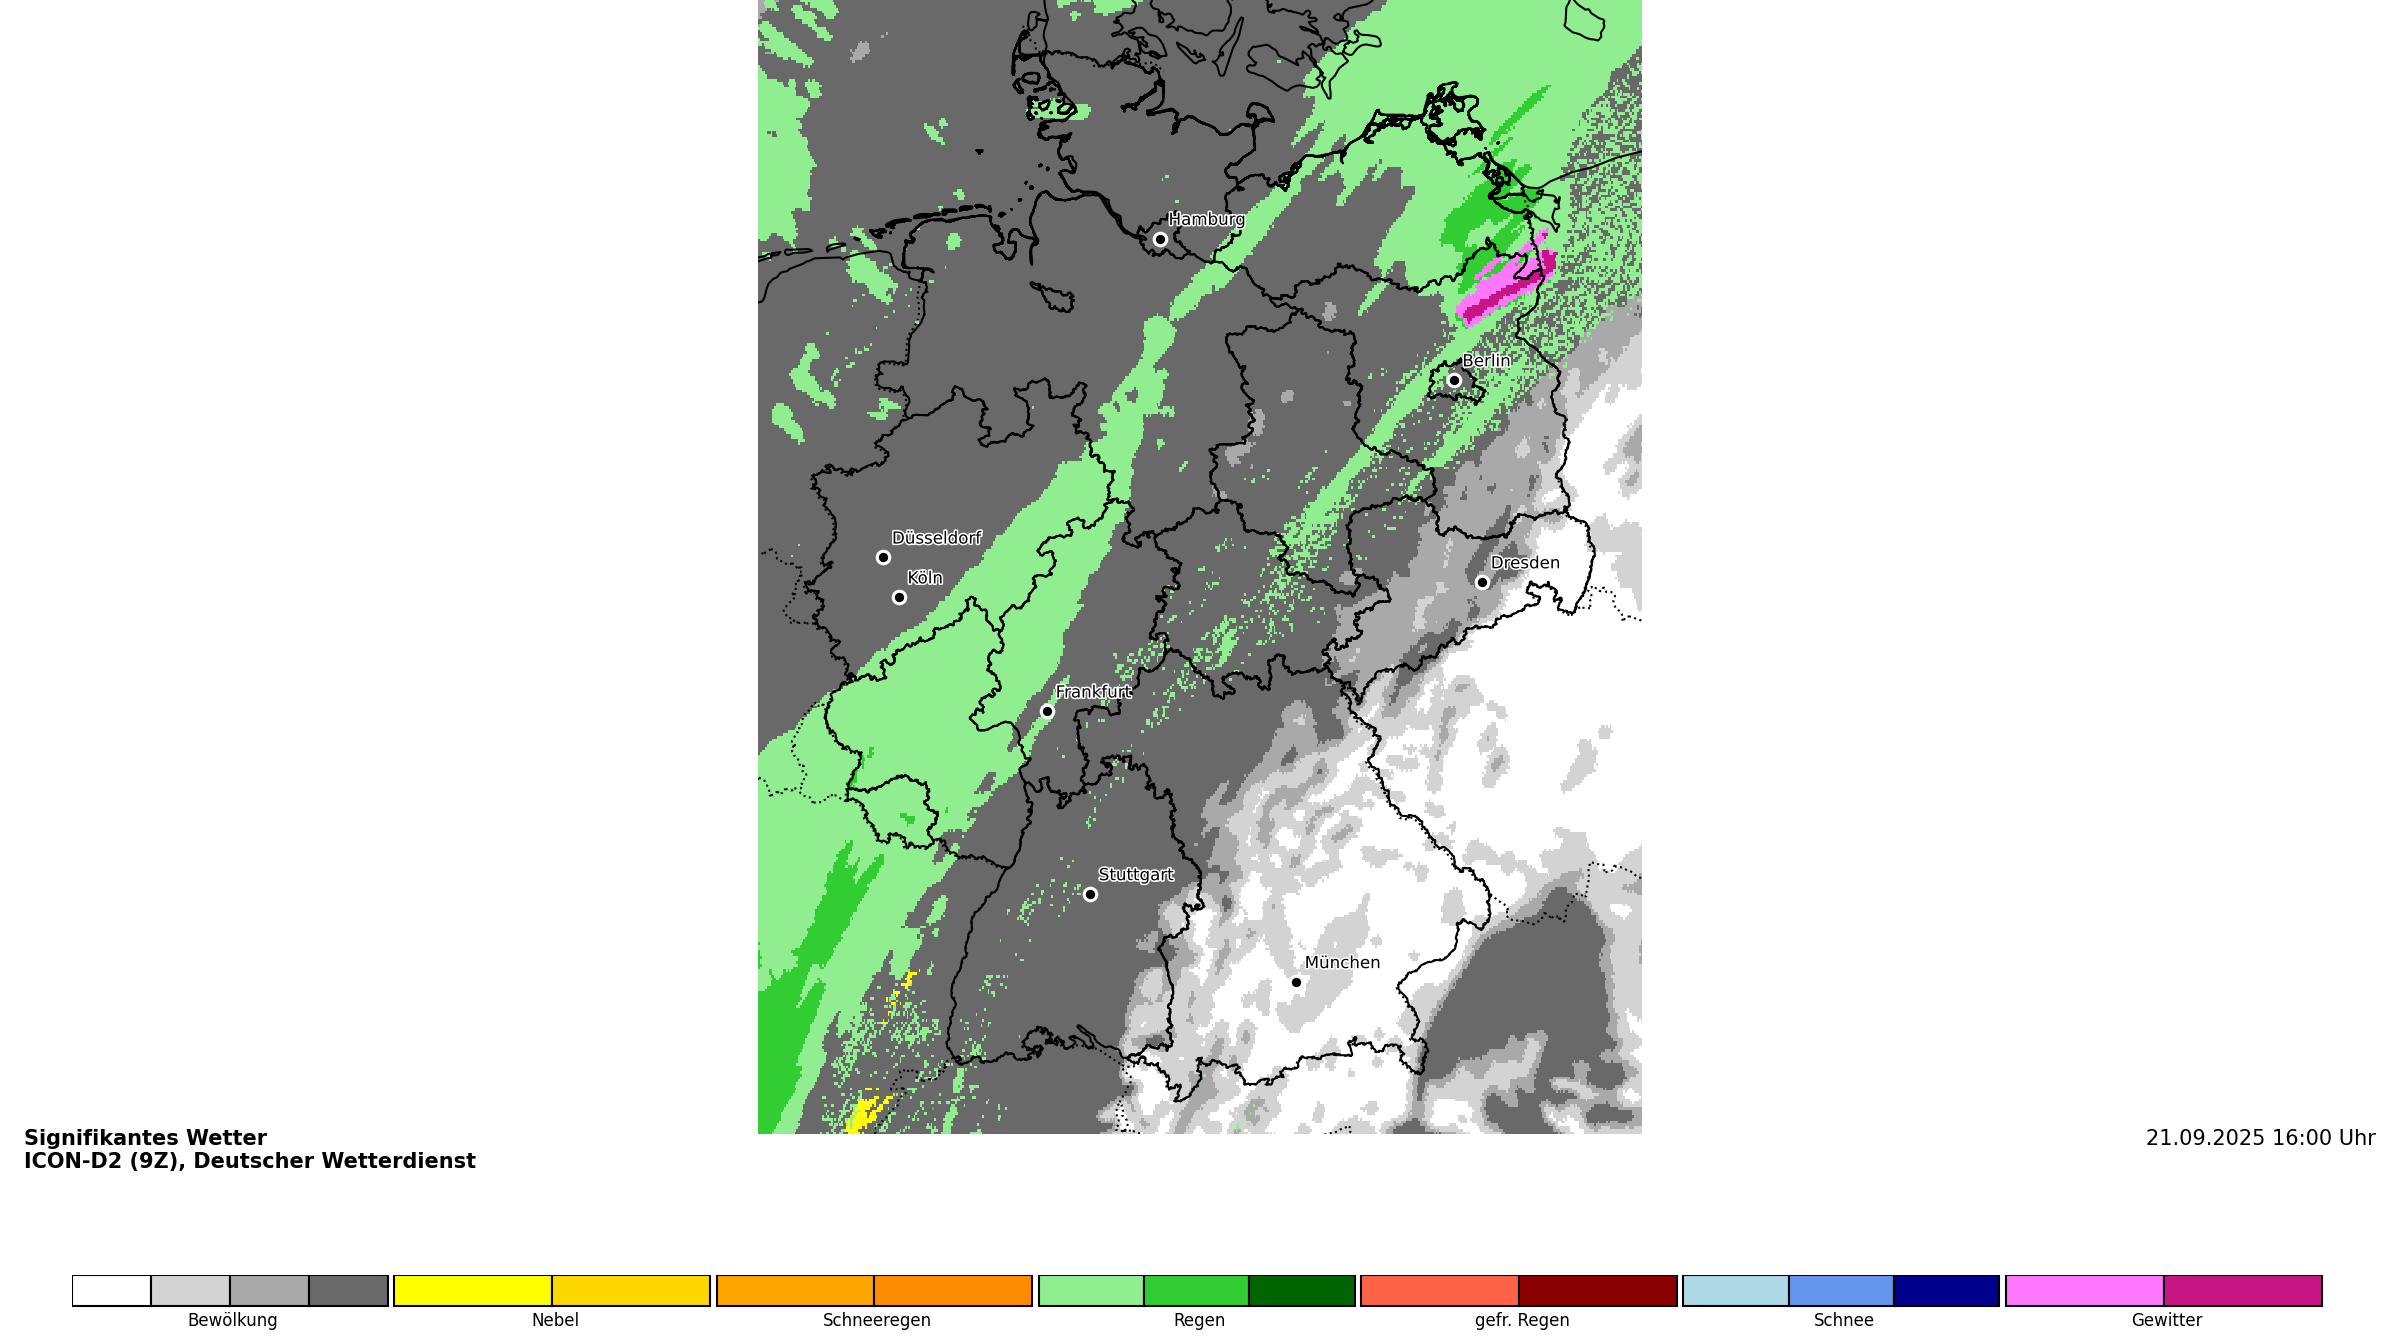 Hamburg
Berlin
Düsseldorf
Köln
Dresden
Frankfurt
Stuttgart
München
Signifikantes Wetter
ICON-D2 (9Z), Deutscher Wetterdienst
21.09.2025 16:00 Uhr
Bewölkung
Nebel
Schneeregen
Regen
gefr. Regen
Schnee
Gewitter